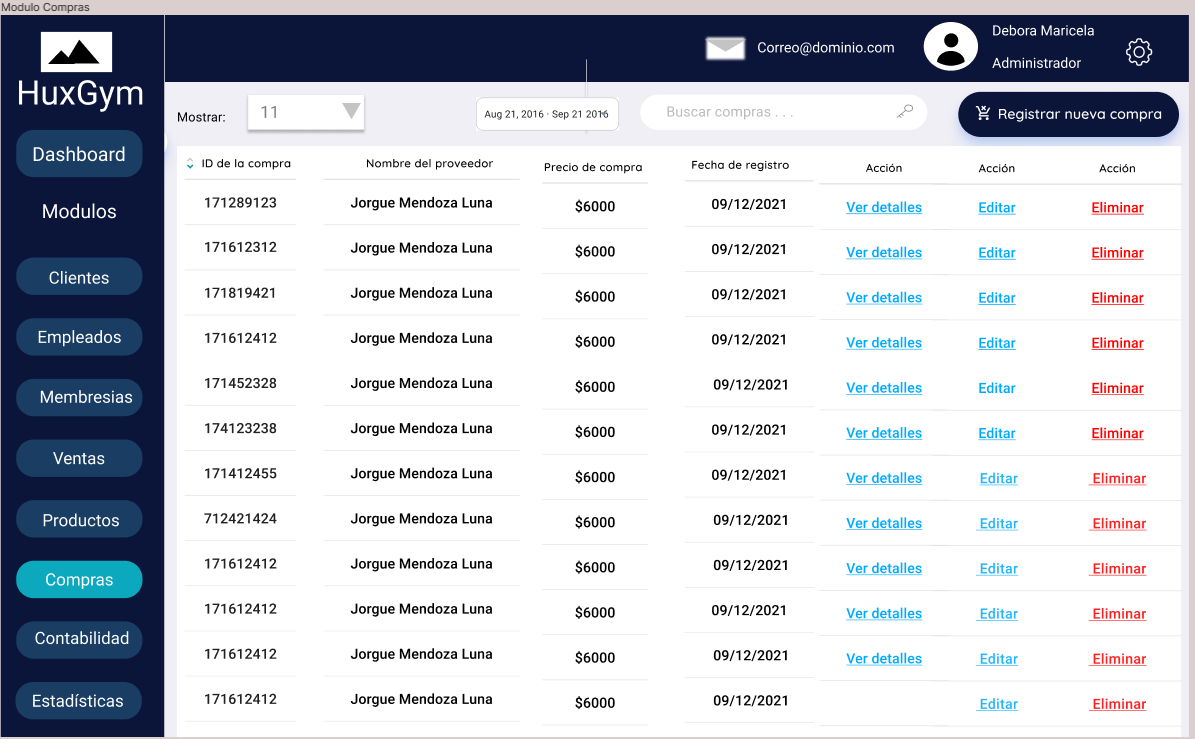 Modulo Compras
HuxGym
Dashboard
Modulos
Clientes
Empleados
Membresias
Ventas
Productos
Compras
Contabilidad
Estadísticas
Correo@dominio.com
Debora Maricela
Administrador
Mostrar:
11
Aug 21, 2016 - Sep 21 2016
Buscar compras . . .
Registrar nueva compra
ID de la compra Nombre del proveedor Precio de compra Fecha de registro Acción Acción Acción
171289123 Jorgue Mendoza Luna $6000 09/12/2021 Ver detalles Editar Eliminar
171612312 Jorgue Mendoza Luna $6000 09/12/2021 Ver detalles Editar Eliminar
171819421 Jorgue Mendoza Luna $6000 09/12/2021 Ver detalles Editar Eliminar
171612412 Jorgue Mendoza Luna $6000 09/12/2021 Ver detalles Editar Eliminar
171452328 Jorgue Mendoza Luna $6000 09/12/2021 Ver detalles Editar Eliminar
174123238 Jorgue Mendoza Luna $6000 09/12/2021 Ver detalles Editar Eliminar
171412455 Jorgue Mendoza Luna $6000 09/12/2021 Ver detalles Editar Eliminar
712421424 Jorgue Mendoza Luna $6000 09/12/2021 Ver detalles Editar Eliminar
171612412 Jorgue Mendoza Luna $6000 09/12/2021 Ver detalles Editar Eliminar
171612412 Jorgue Mendoza Luna $6000 09/12/2021 Ver detalles Editar Eliminar
171612412 Jorgue Mendoza Luna $6000 09/12/2021 Ver detalles Editar Eliminar
171612412 Jorgue Mendoza Luna $6000 09/12/2021 Editar Eliminar